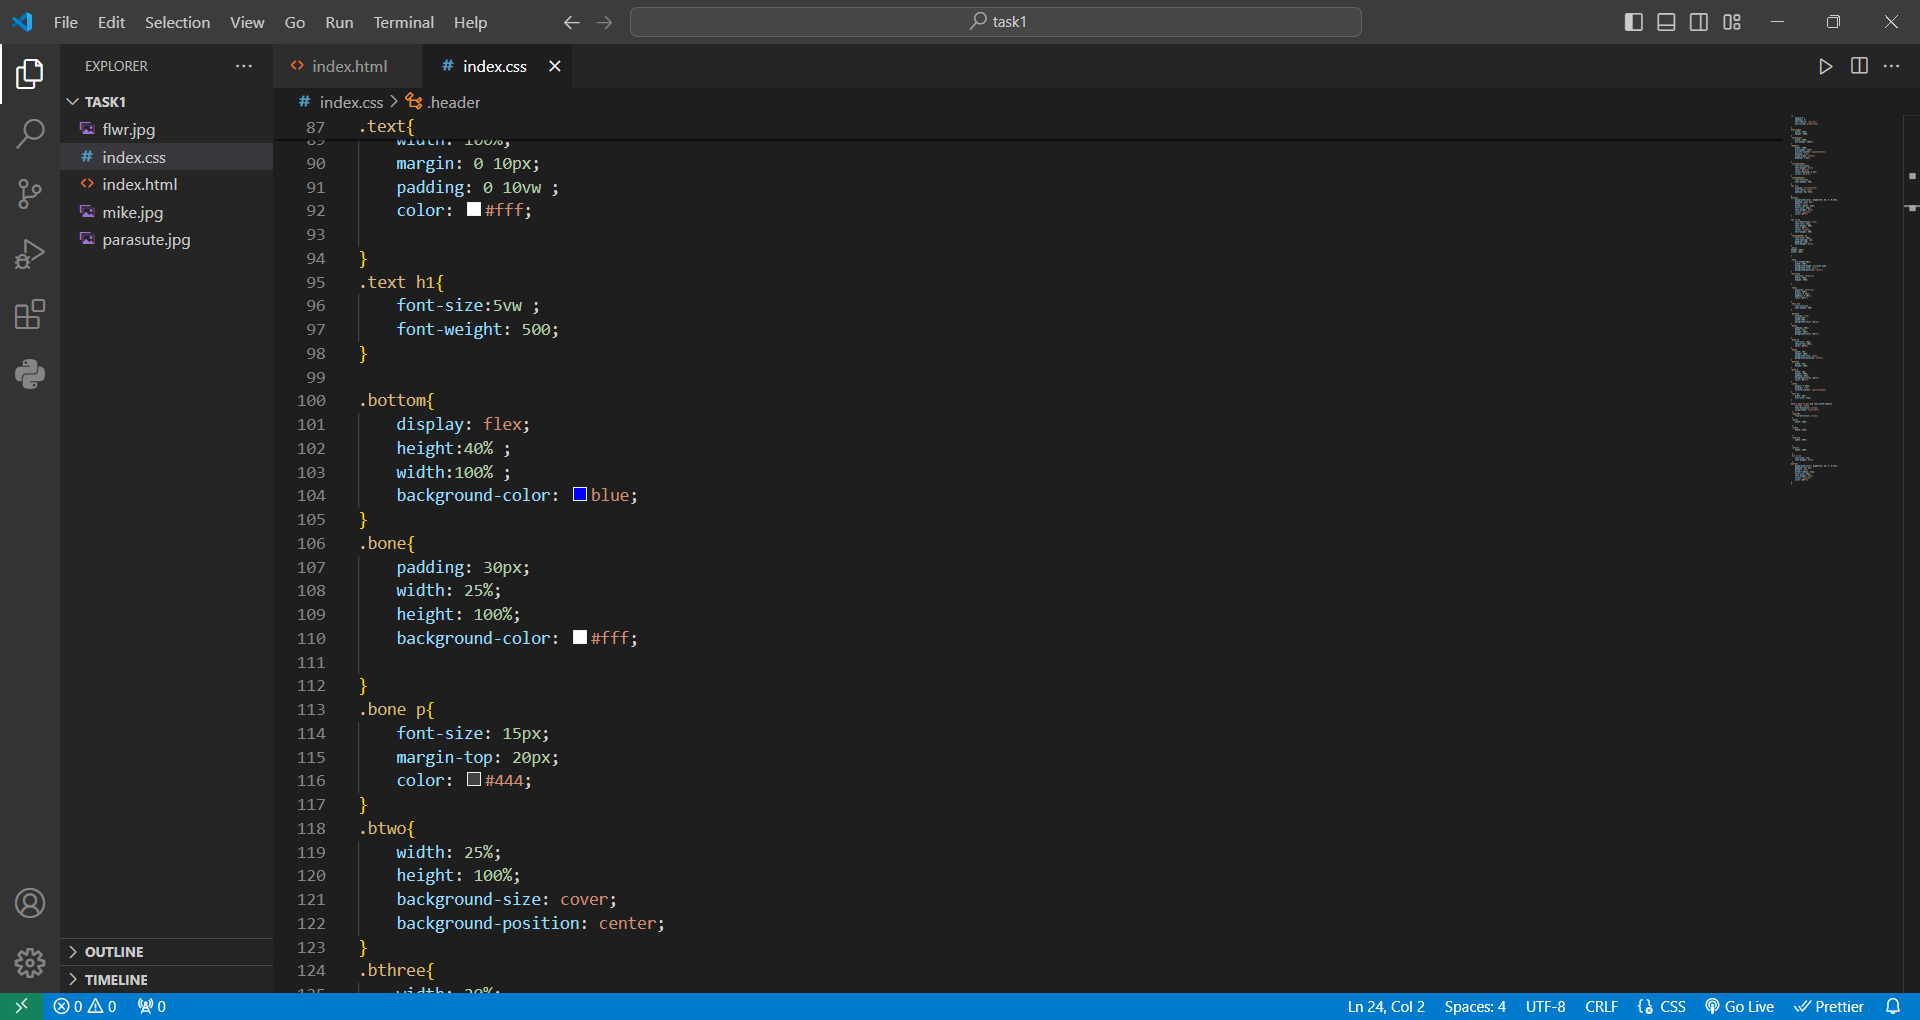 File Edit Selection View Go Run Terminal Help
task1
EXPLORER
index.html
index.css
TASK1
flwr.jpg
index.css
index.html
mike.jpg
parasute.jpg
OUTLINE
TIMELINE
index.css > .header
87 .text{
89 width: 100%;
90 margin: 0 10px;
91 padding: 0 10vw ;
92 color: #fff;
93
94 }
95 .text h1{
96 font-size:5vw ;
97 font-weight: 500;
98 }
99
100 .bottom{
101 display: flex;
102 height:40% ;
103 width:100% ;
104 background-color: blue;
105 }
106 .bone{
107 padding: 30px;
108 width: 25%;
109 height: 100%;
110 background-color: #fff;
111
112 }
113 .bone p{
114 font-size: 15px;
115 margin-top: 20px;
116 color: #444;
117 }
118 .btwo{
119 width: 25%;
120 height: 100%;
121 background-size: cover;
122 background-position: center;
123 }
124 .bthree{
125 width: 20%;
0 0 0 Ln 24, Col 2 Spaces: 4 UTF-8 CRLF CSS Go Live Prettier